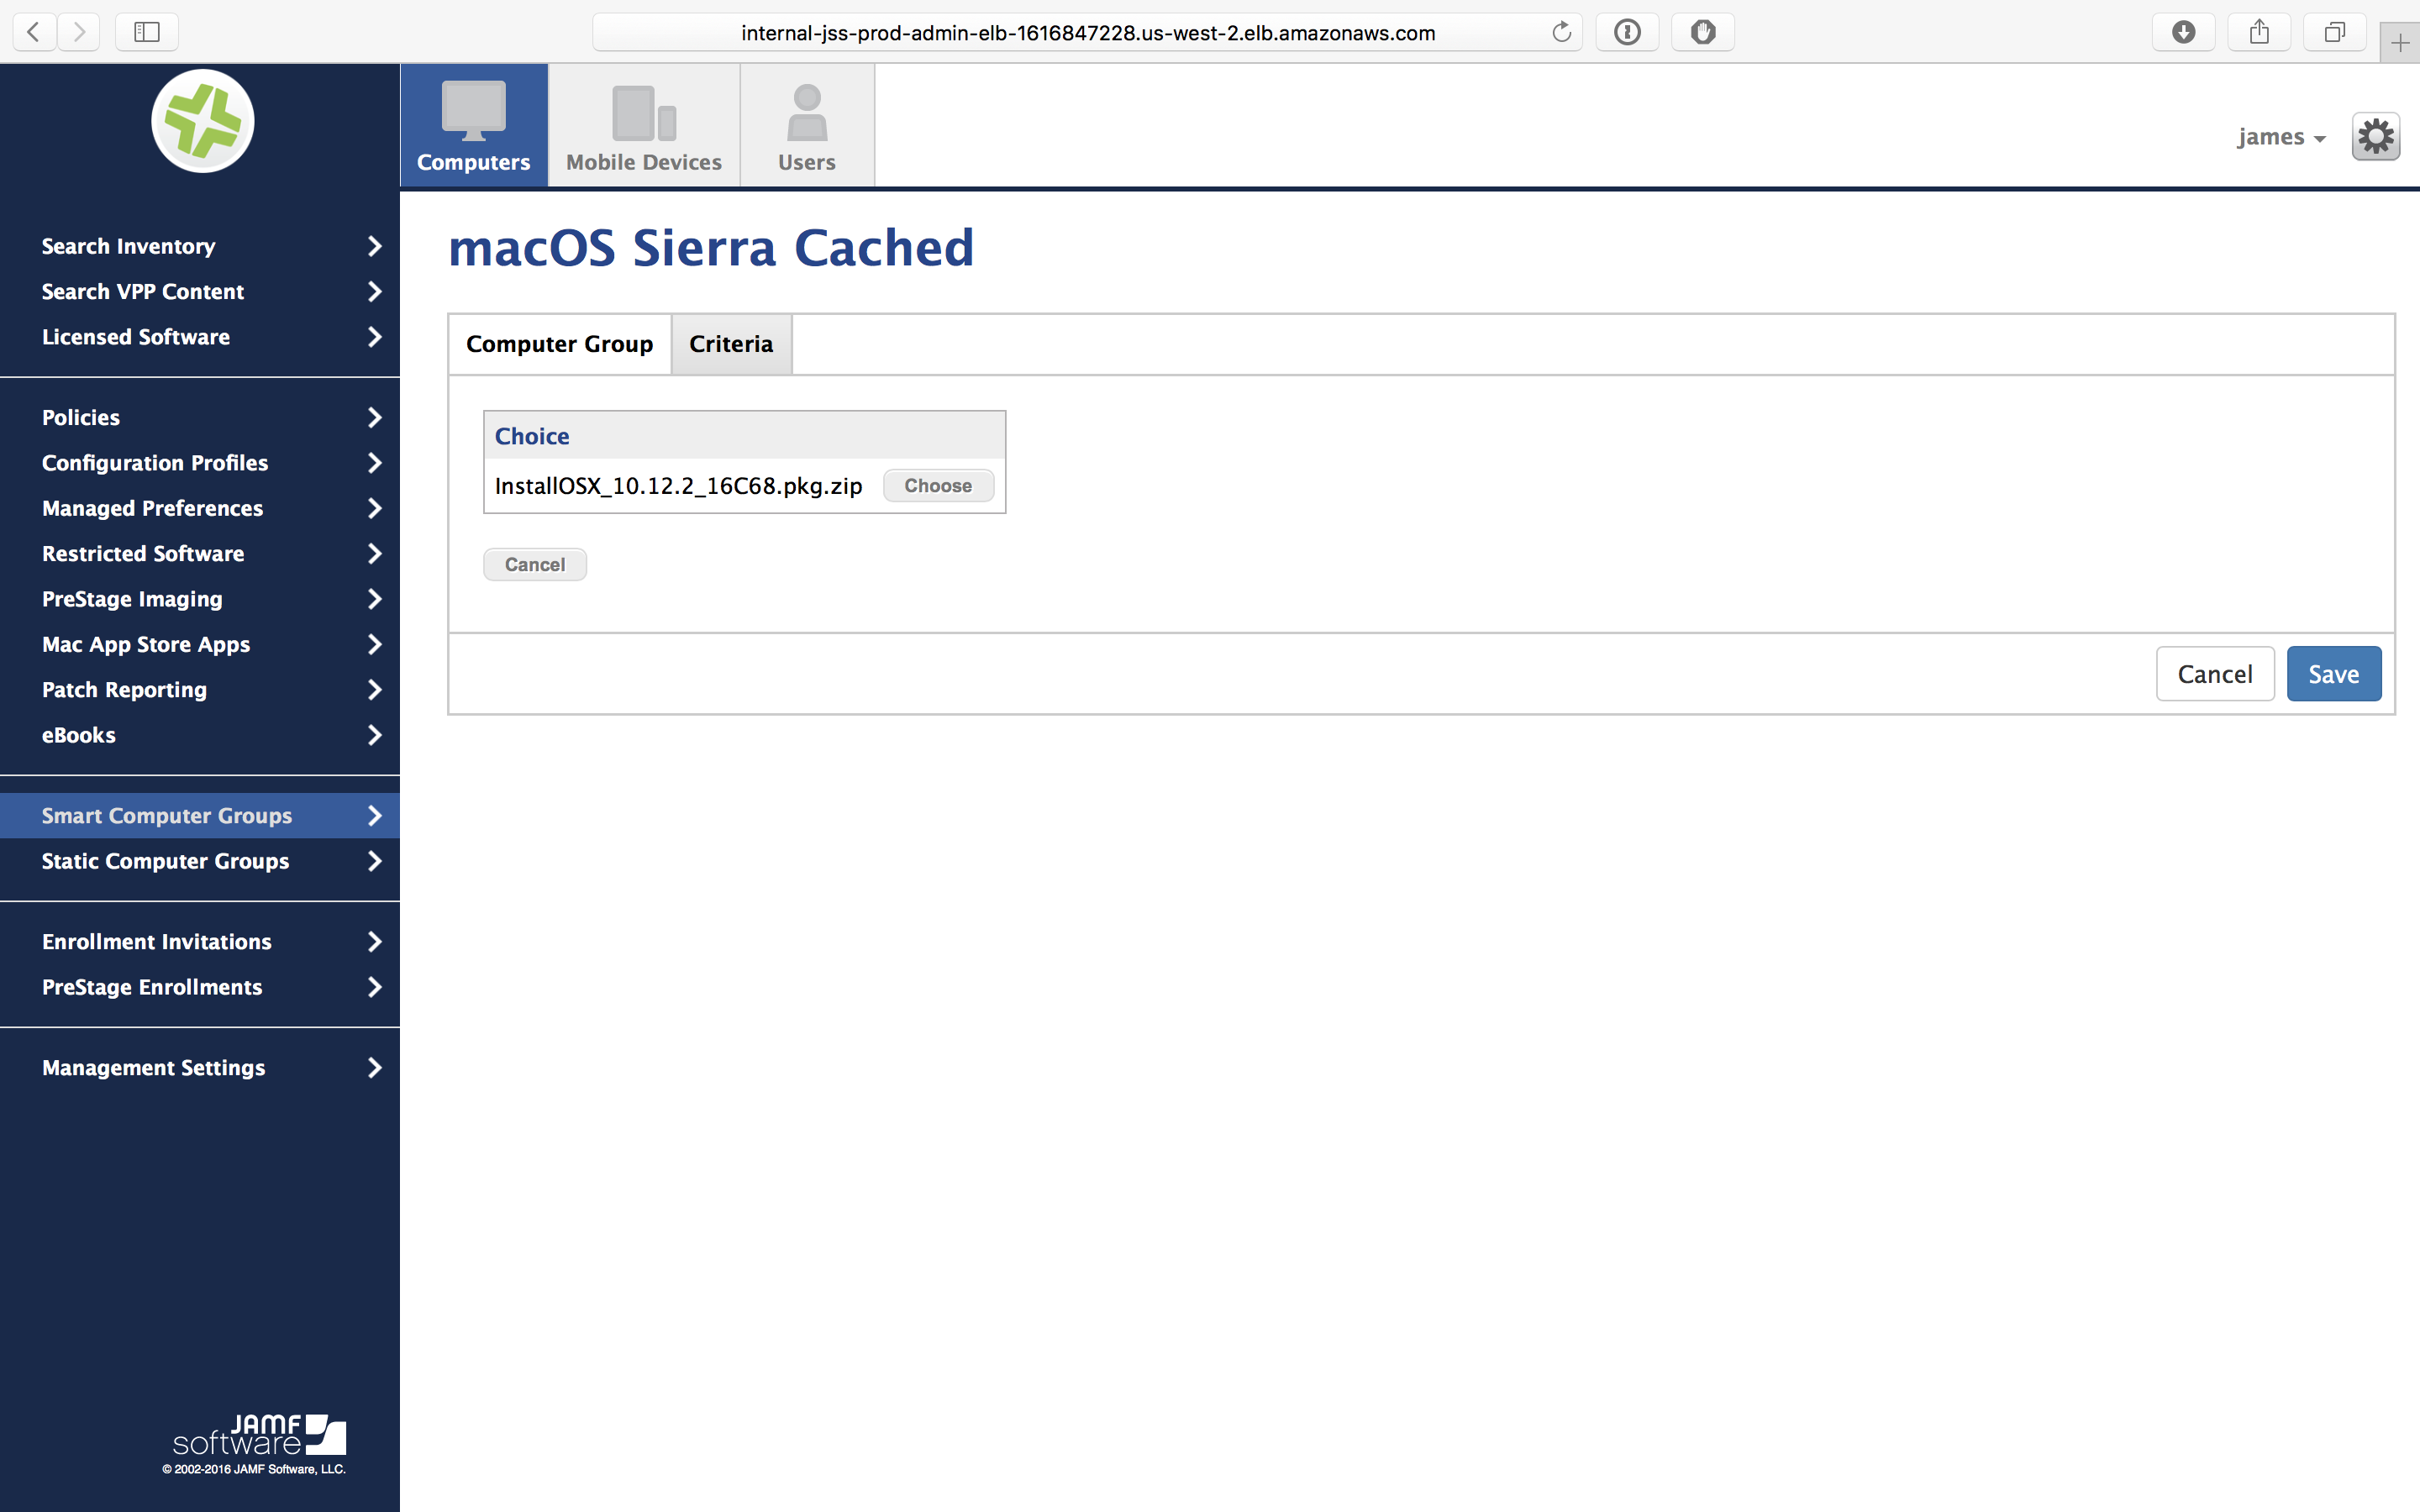 internal-jss-prod-admin-elb-1616847228.us-west-2.elb.amazonaws.com
Computers
Mobile Devices
Users
james
Search Inventory
Search VPP Content
Licensed Software
Policies
Configuration Profiles
Managed Preferences
Restricted Software
PreStage Imaging
Mac App Store Apps
Patch Reporting
eBooks
Smart Computer Groups
Static Computer Groups
Enrollment Invitations
PreStage Enrollments
Management Settings
JAMF
software
© 2002-2016 JAMF Software, LLC.
macOS Sierra Cached
Computer Group
Criteria
Choice
InstallOSX_10.12.2_16C68.pkg.zip Choose
Cancel
Cancel Save